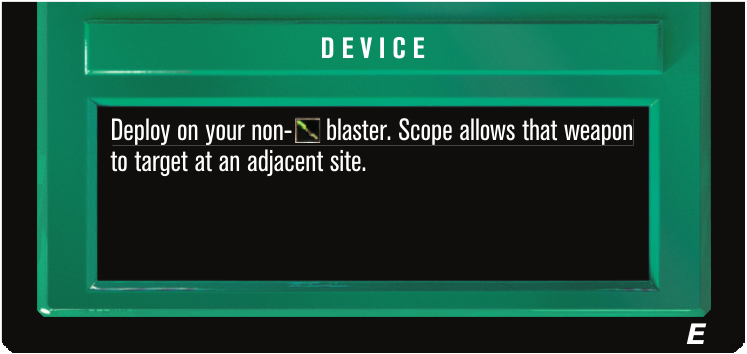 DEVICE
Deploy on your non- blaster. Scope allows that weapon
to target at an adjacent site.
E